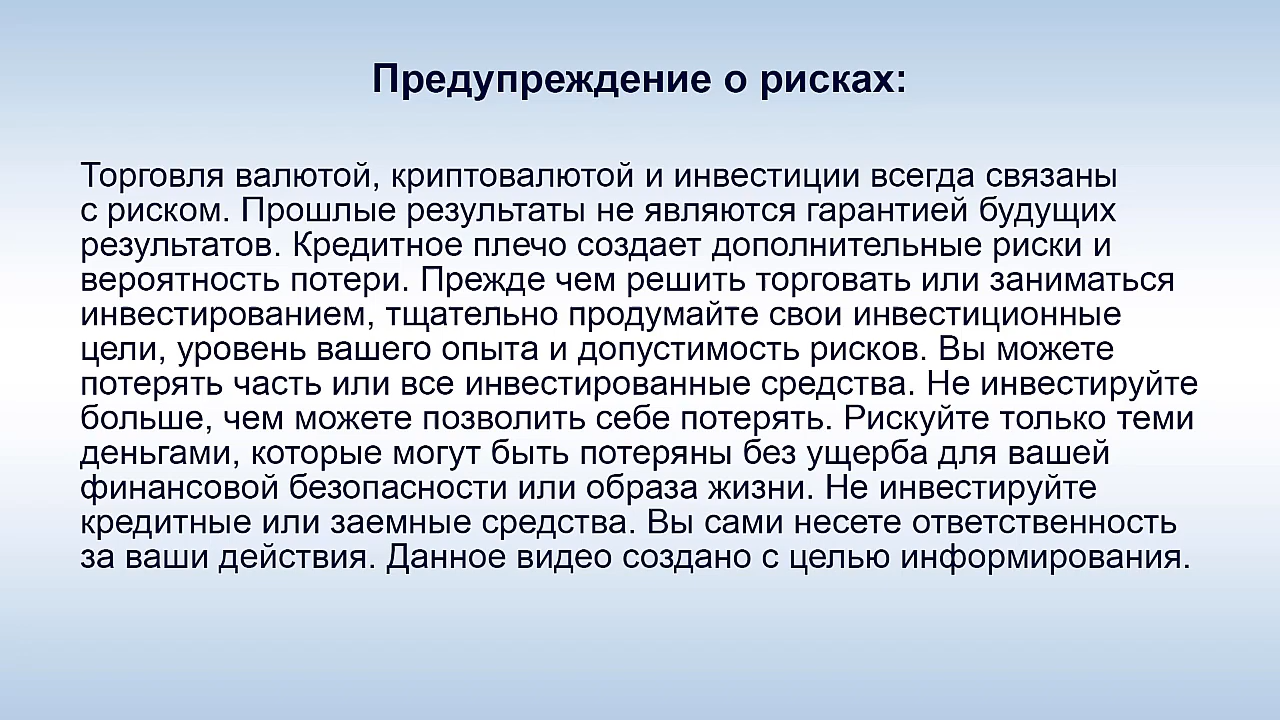 Предупреждение о рисках:
Торговля валютой, криптовалютой и инвестиции всегда связаны
с риском. Прошлые результаты не являются гарантией будущих
результатов. Кредитное плечо создает дополнительные риски и
вероятность потери. Прежде чем решить торговать или заниматься
инвестированием, тщательно продумайте свои инвестиционные
цели, уровень вашего опыта и допустимость рисков. Вы можете
потерять часть или все инвестированные средства. Не инвестируйте
больше, чем можете позволить себе потерять. Рискуйте только теми
деньгами, которые могут быть потеряны без ущерба для вашей
финансовой безопасности или образа жизни. Не инвестируйте
кредитные или заемные средства. Вы сами несете ответственность
за ваши действия. Данное видео создано с целью информирования.